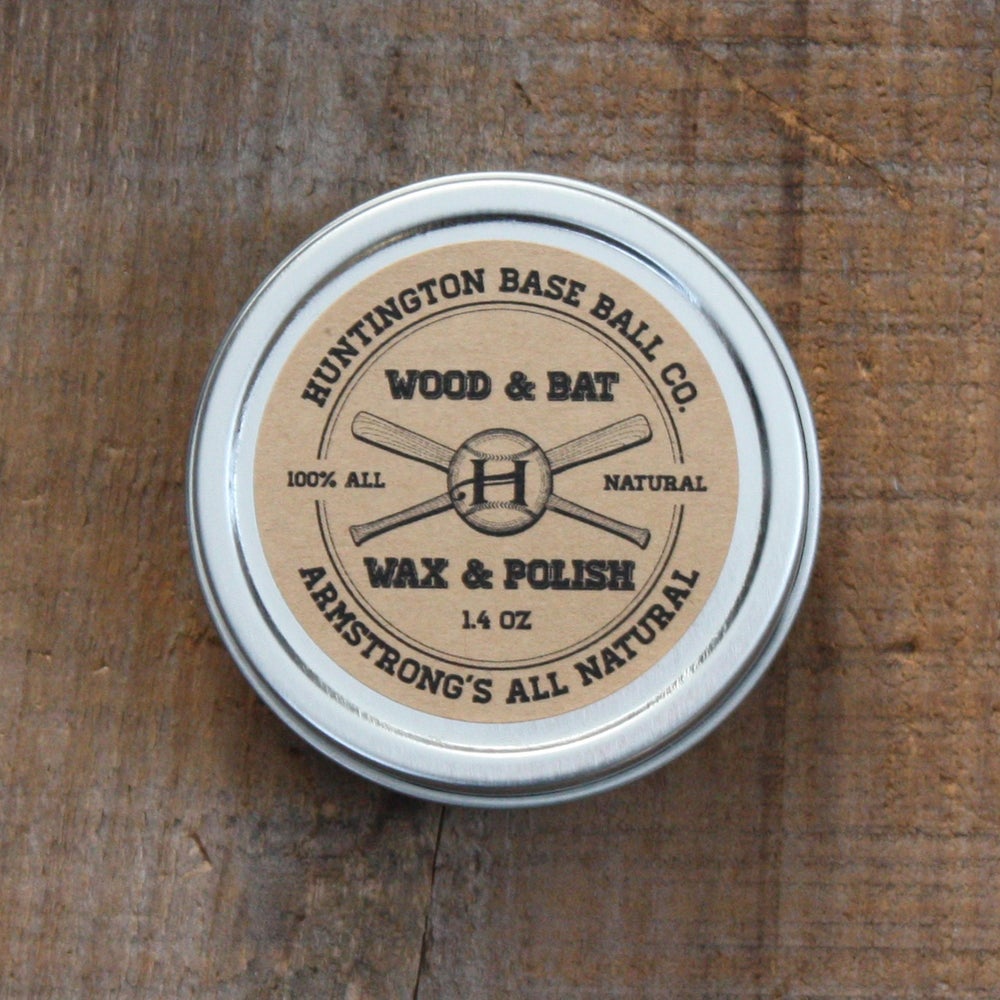 HUNTINGTON BASE BALL CO.
WOOD & BAT
H
100% ALL NATURAL
WAX & POLISH
1.4 OZ
ARMSTRONG'S ALL NATURAL